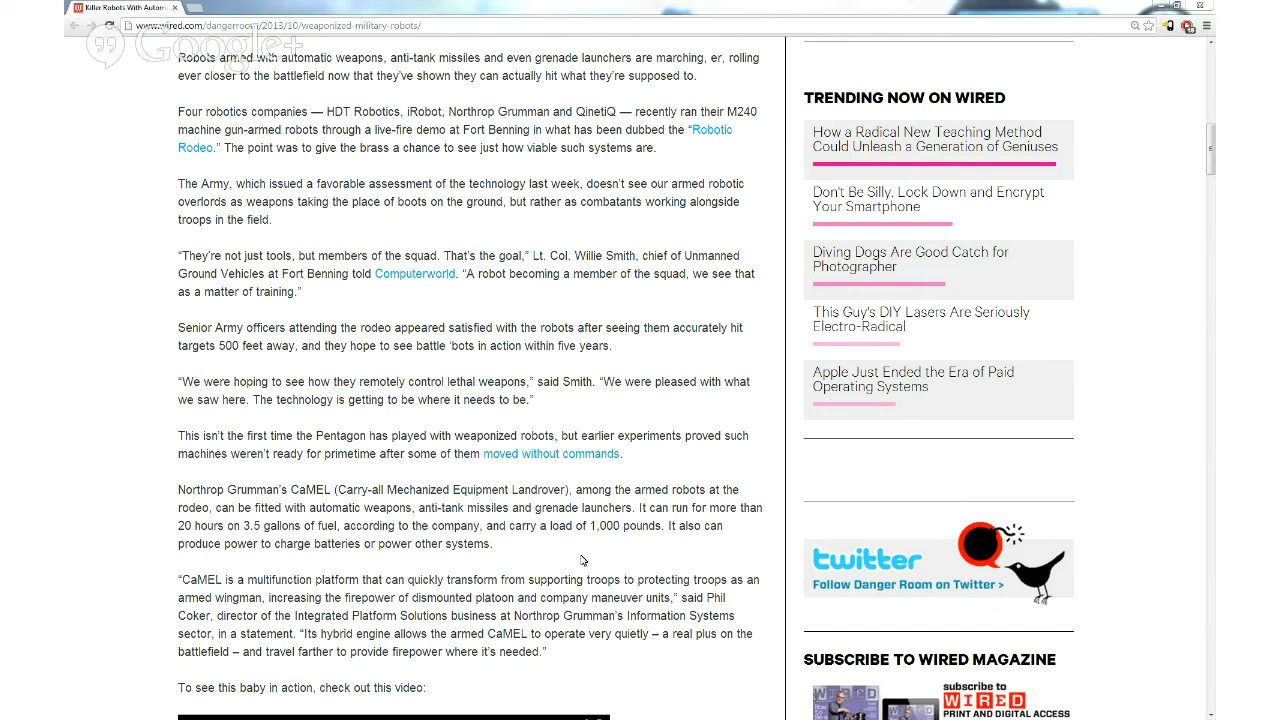 Killer Robots With Autom
www.wired.com/dangerroom/2013/10/weaponized-military-robots/
Google+
Robots armed with automatic weapons, anti-tank missiles and even grenade launchers are marching, er, rolling
ever closer to the battlefield now that they've shown they can actually hit what they're supposed to.
Four robotics companies — HDT Robotics, iRobot, Northrop Grumman and QinetiQ — recently ran their M240
machine gun-armed robots through a live-fire demo at Fort Benning in what has been dubbed the “Robotic
Rodeo.” The point was to give the brass a chance to see just how viable such systems are.
The Army, which issued a favorable assessment of the technology last week, doesn't see our armed robotic
overlords as weapons taking the place of boots on the ground, but rather as combatants working alongside
troops in the field.
“They're not just tools, but members of the squad. That's the goal,” Lt. Col. Willie Smith, chief of Unmanned
Ground Vehicles at Fort Benning told Computerworld. “A robot becoming a member of the squad, we see that
as a matter of training.”
Senior Army officers attending the rodeo appeared satisfied with the robots after seeing them accurately hit
targets 500 feet away, and they hope to see battle ‘bots in action within five years.
“We were hoping to see how they remotely control lethal weapons,” said Smith. “We were pleased with what
we saw here. The technology is getting to be where it needs to be.”
This isn't the first time the Pentagon has played with weaponized robots, but earlier experiments proved such
machines weren't ready for primetime after some of them moved without commands.
Northrop Grumman's CaMEL (Carry-all Mechanized Equipment Landrover), among the armed robots at the
rodeo, can be fitted with automatic weapons, anti-tank missiles and grenade launchers. It can run for more than
20 hours on 3.5 gallons of fuel, according to the company, and carry a load of 1,000 pounds. It also can
produce power to charge batteries or power other systems.
“CaMEL is a multifunction platform that can quickly transform from supporting troops to protecting troops as an
armed wingman, increasing the firepower of dismounted platoon and company maneuver units,” said Phil
Coker, director of the Integrated Platform Solutions business at Northrop Grumman's Information Systems
sector, in a statement. “Its hybrid engine allows the armed CaMEL to operate very quietly – a real plus on the
battlefield – and travel farther to provide firepower where it's needed.”
To see this baby in action, check out this video:
TRENDING NOW ON WIRED
How a Radical New Teaching Method
Could Unleash a Generation of Geniuses
Don't Be Silly. Lock Down and Encrypt
Your Smartphone
Diving Dogs Are Good Catch for
Photographer
This Guy's DIY Lasers Are Seriously
Electro-Radical
Apple Just Ended the Era of Paid
Operating Systems
twitter
Follow Danger Room on Twitter >
SUBSCRIBE TO WIRED MAGAZINE
subscribe to
WIRED
PRINT AND DIGITAL ACCESS
WIRED